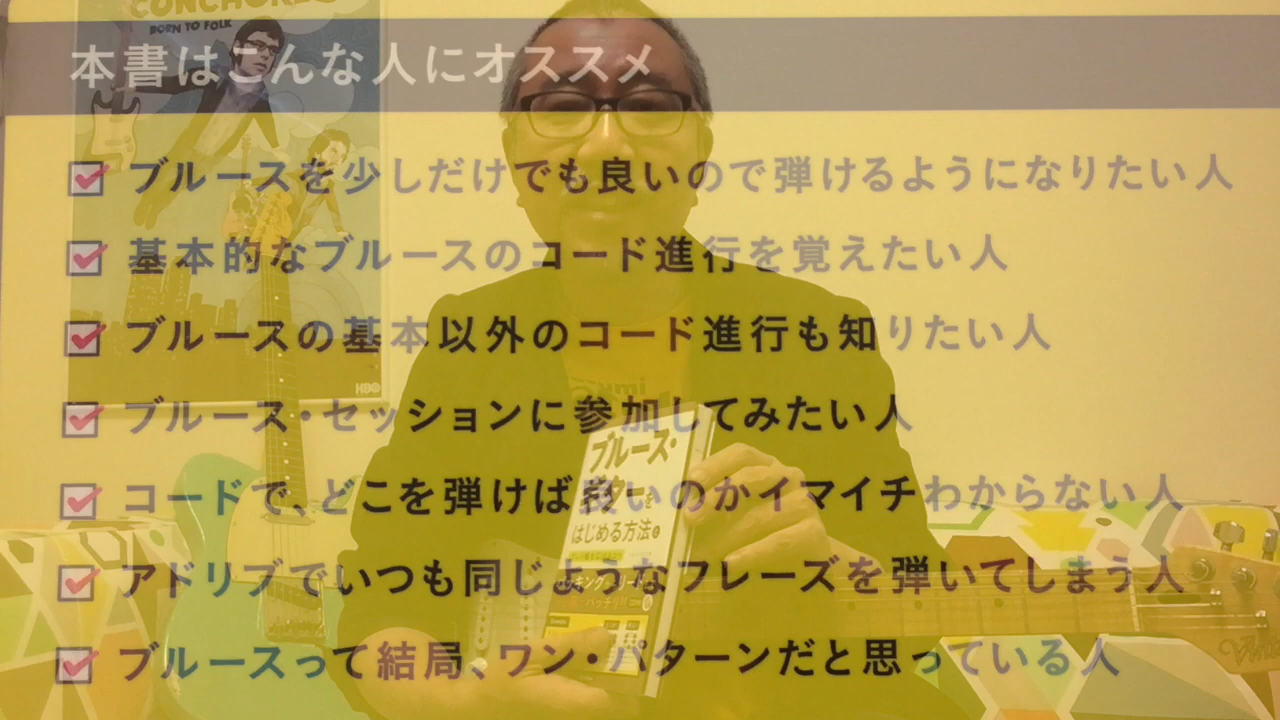 CONCHORDS
BORN TO FOLK
本書はこんな人にオススメ
ブルースを少しだけでも良いので弾けるようになりたい人
基本的なブルースのコード進行を覚えたい人
ブルースの基本以外のコード進行も知りたい人
HBO
ブルース・セッションに参加してみたい人
コードで、どこを弾けば良いのかイマイチわからない人
アドリブでいつも同じようなフレーズを弾いてしまう人
ブルースって結局、ワン・パターンだと思っている人
ブルース・
ギターを
はじめる方法